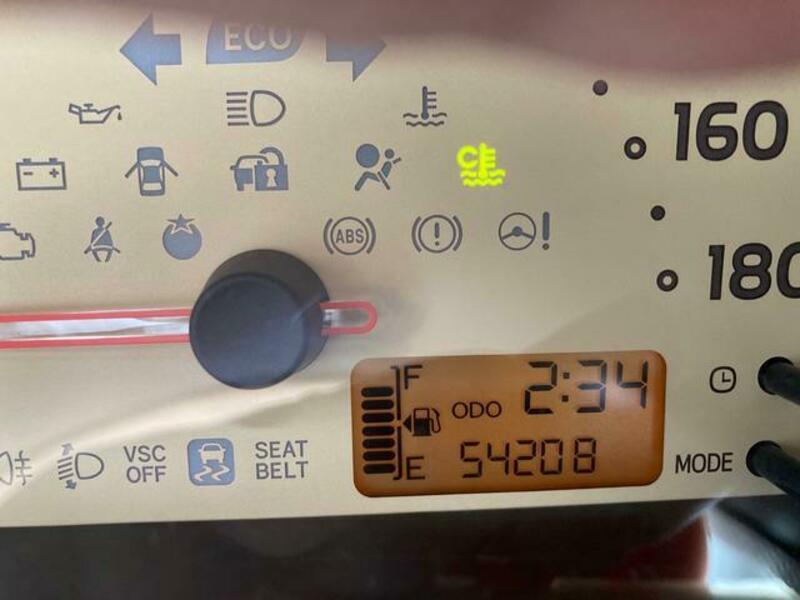 ECO
160
C
ABS
180
F
2:34
ODO
E
54208
VSC
OFF
SEAT
BELT
MODE